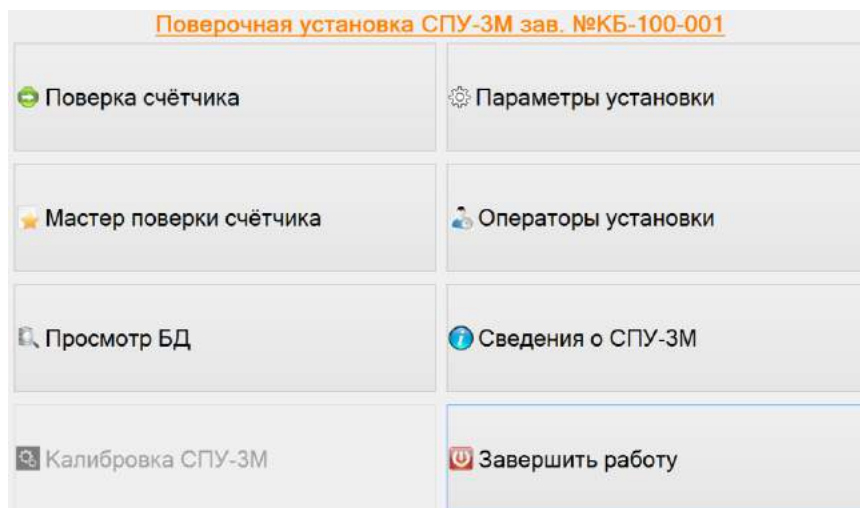 Поверочная установка СПУ-3М зав. №КБ-100-001
Поверка счётчика
Параметры установки
Мастер поверки счётчика
Операторы установки
Просмотр БД
Сведения о СПУ-3М
Калибровка СПУ-3М
Завершить работу